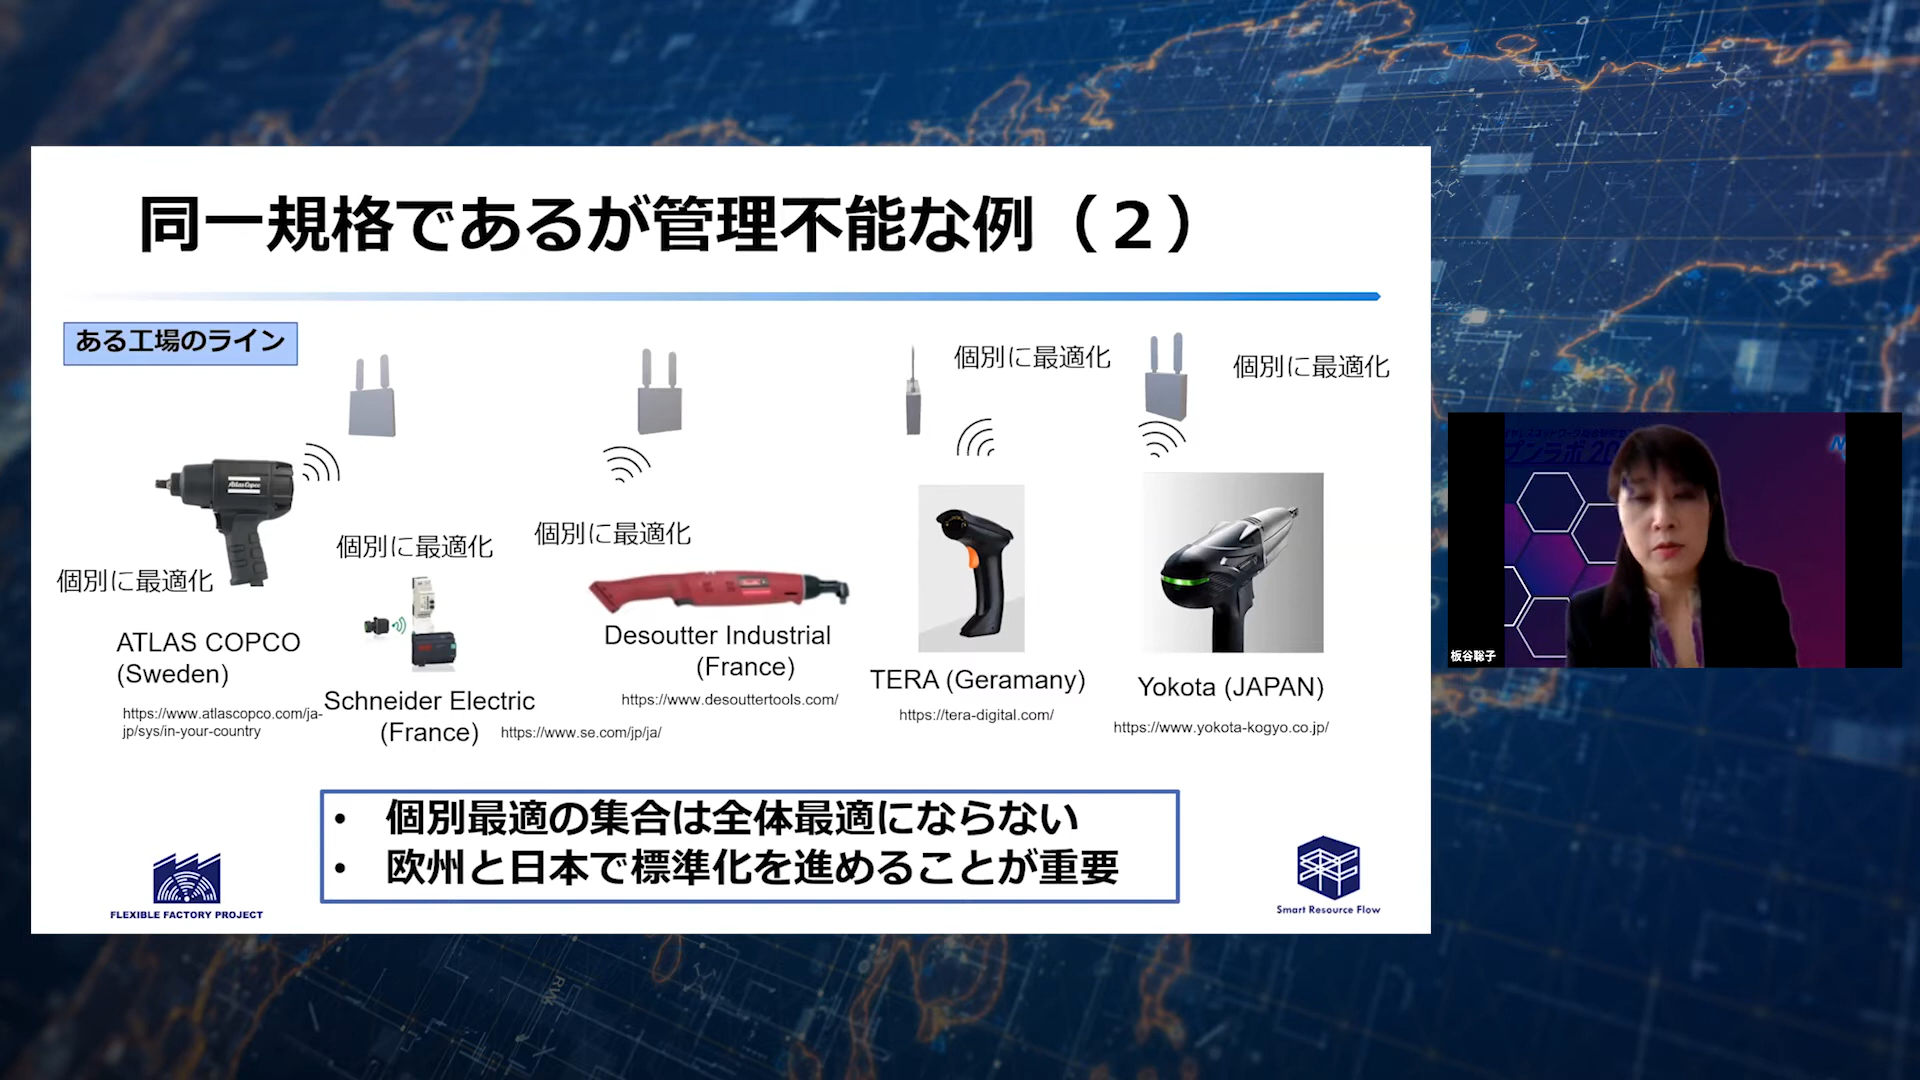 同一規格であるが管理不能な例（２）
ある工場のライン
個別に最適化
個別に最適化
個別に最適化
個別に最適化
個別に最適化
Atlas Copco
ATLAS COPCO
(Sweden)
https://www.atlascopco.com/ja-
jp/sys/in-your-country
Schneider Electric
(France)
https://www.se.com/jp/ja/
Desoutter Industrial
(France)
https://www.desouttertools.com/
TERA (Geramany)
https://tera-digital.com/
Yokota (JAPAN)
https://www.yokota-kogyo.co.jp/
• 個別最適の集合は全体最適にならない
• 欧州と日本で標準化を進めることが重要
FLEXIBLE FACTORY PROJECT
Smart Resource Flow
板谷聡子